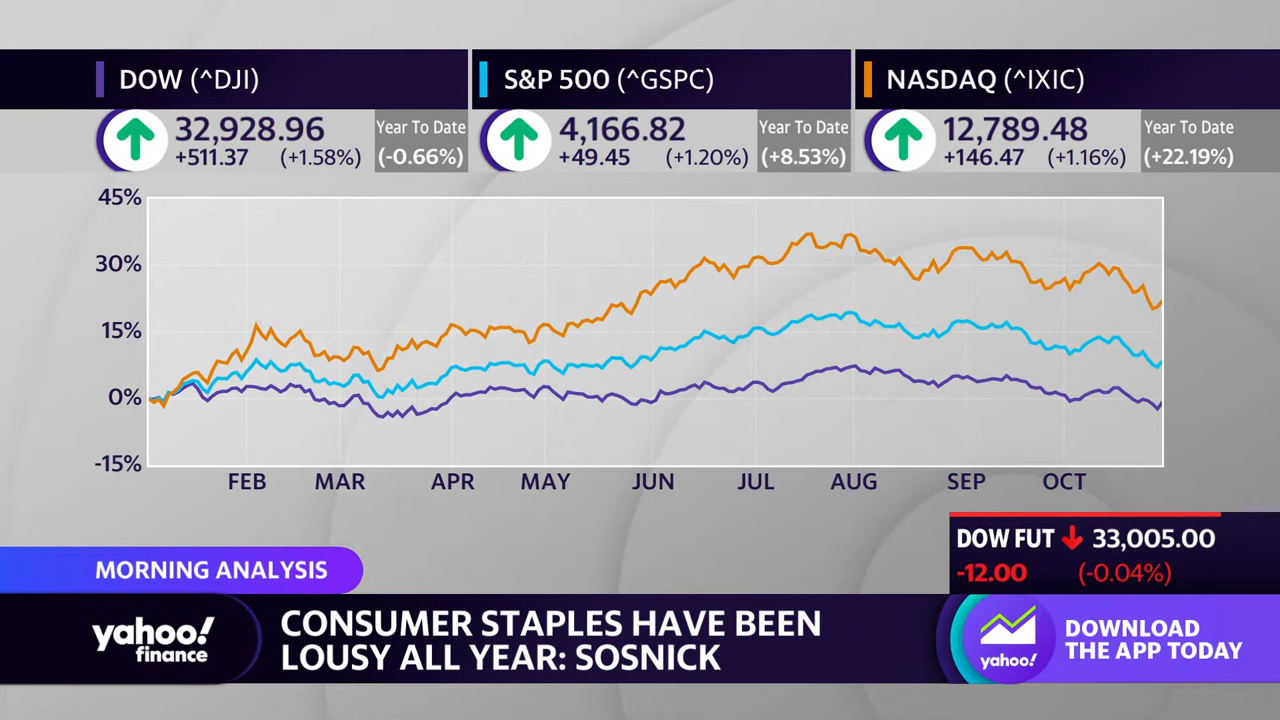 DOW (^DJI)
32,928.96
+511.37 (+1.58%)
Year To Date
(-0.66%)
S&P 500 (^GSPC)
4,166.82
+49.45 (+1.20%)
Year To Date
(+8.53%)
NASDAQ (^IXIC)
12,789.48
+146.47 (+1.16%)
Year To Date
(+22.19%)
45%
30%
15%
0%
-15%
FEB MAR APR MAY JUN JUL AUG SEP OCT
DOW FUT 33,005.00
-12.00 (-0.04%)
MORNING ANALYSIS
yahoo!
finance
CONSUMER STAPLES HAVE BEEN
LOUSY ALL YEAR: SOSNICK
yahoo!
DOWNLOAD
THE APP TODAY